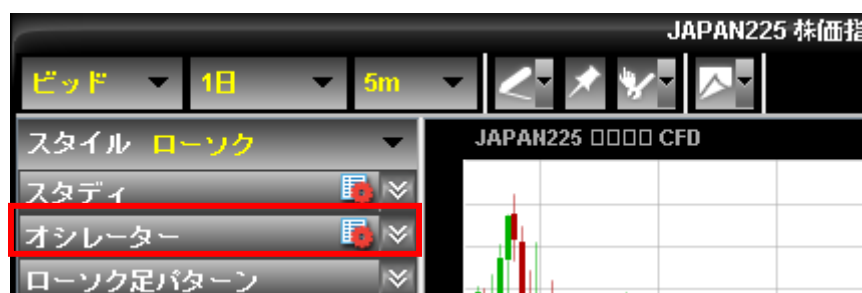 JAPAN225 株価指
ビッド 1日 5m
スタイル ローソク
JAPAN225 □□□□ CFD
スタディ
オシレーター
ローソク足パターン